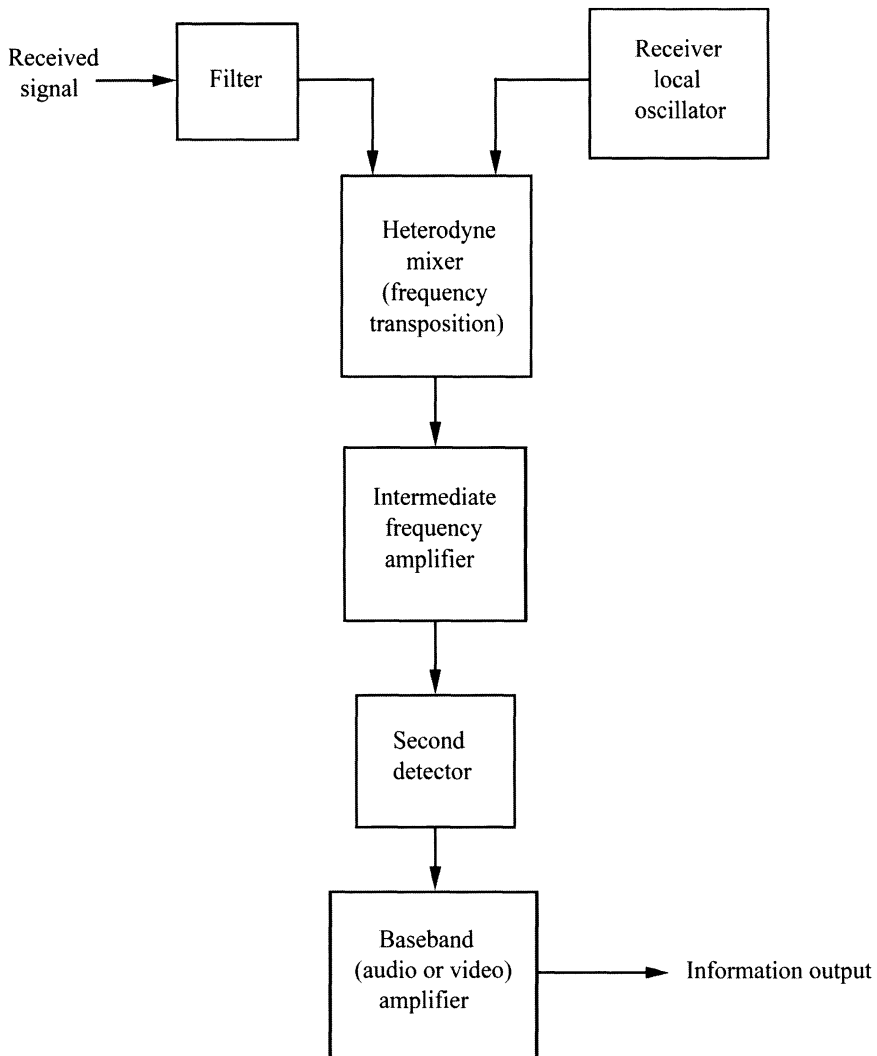 Received
signal
Filter
Receiver
local
oscillator
Heterodyne
mixer
(frequency
transposition)
Intermediate
frequency
amplifier
Second
detector
Baseband
(audio or video)
amplifier
Information output